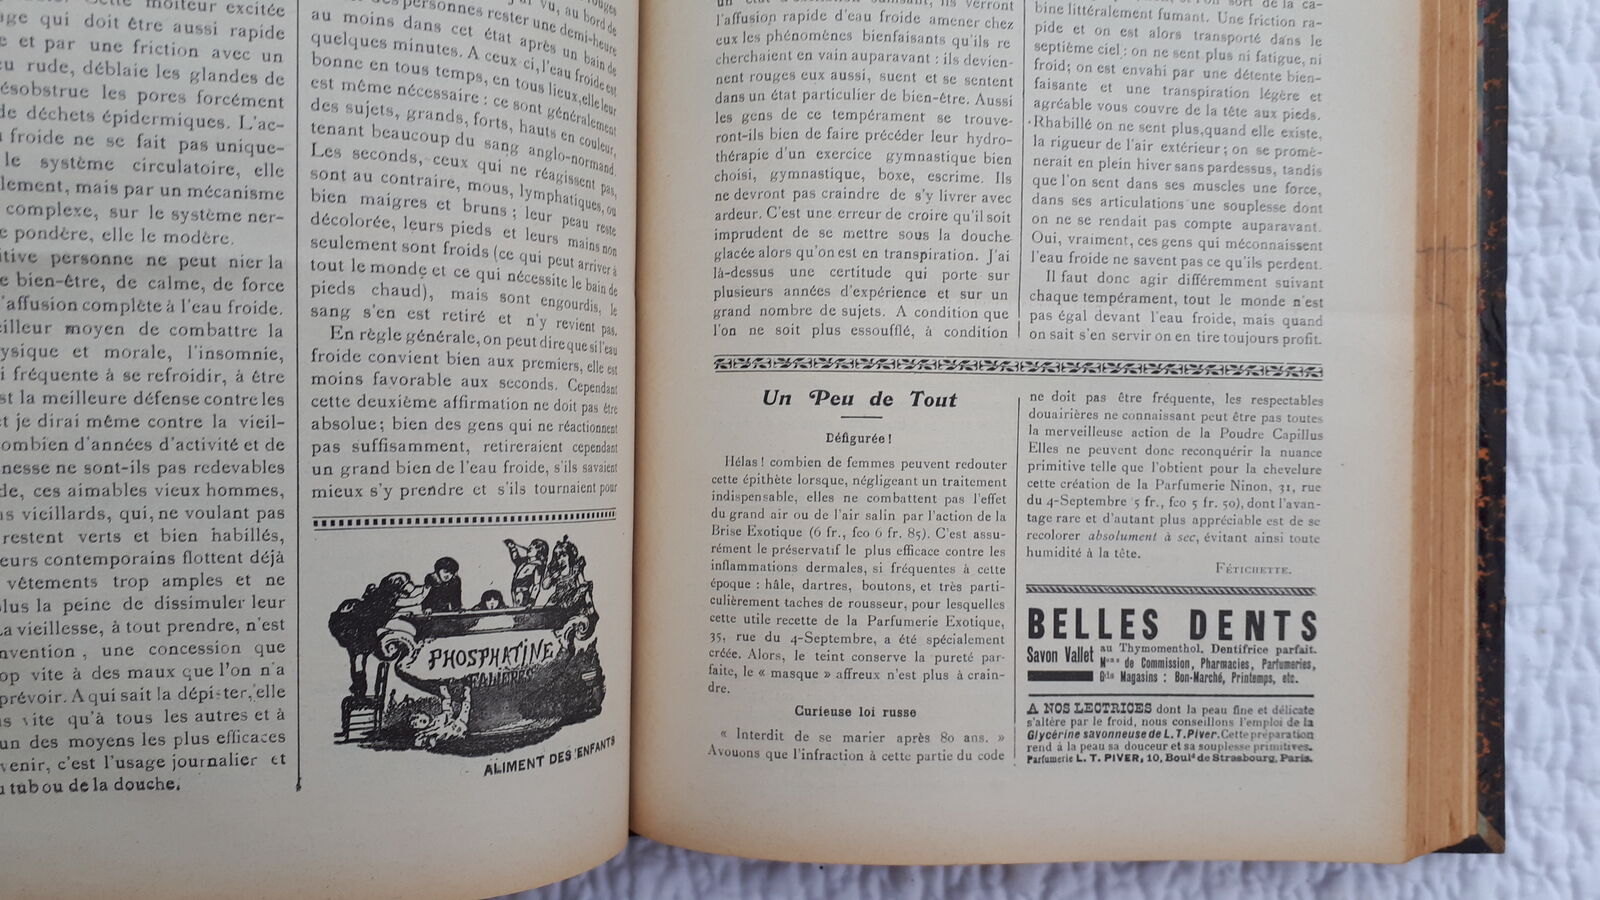 moiteur excitée
age qui doit être aussi rapide
e et par une friction avec un
u rude, déblaie les glandes de
ésobstrue les pores forcément
de déchets épidermiques. L'ac-
froide ne se fait pas unique-
le système circulatoire, elle
lement, mais par un mécanisme
complexe, sur le système ner-
e pondère, elle le modère.
itive personne ne peut nier la
e bien-être, de calme, de force
'affusion complète à l'eau froide.
eilleur moyen de combattre la
ysique et morale, l'insomnie,
i fréquente à se refroidir, à être
st la meilleure défense contre les
et je dirai même contre la vieil-
ombien d'années d'activité et de
nesse ne sont-ils pas redevables
de, ces aimables vieux hommes,
s vieillards, qui, ne voulant pas
restent verts et bien habillés,
eurs contemporains flottent déjà
vêtements trop amples et ne
lus la peine de dissimuler leur
La vieillesse, à tout prendre, n'est
nvention, une concession que
op vite à des maux que l'on n'a
prévoir. A qui sait la dépister, elle
s vite qu'à tous les autres et à
un des moyens les plus efficaces
venir, c'est l'usage journalier et
u tub ou de la douche.
vu, au bord de
des personnes rester une demi-heure
au moins dans cet état après un bain de
quelques minutes. A ceux-ci, l'eau froide est
bonne en tous temps, en tous lieux, elle leur
est même nécessaire : ce sont généralement
des sujets, grands, forts, hauts en couleur,
tenant beaucoup du sang anglo-normand.
Les seconds, ceux qui ne réagissent pas,
sont au contraire, mous, lymphatiques, ou
bien maigres et bruns ; leur peau reste
décolorée, leurs pieds et leurs mains non
seulement sont froids (ce qui peut arriver à
tout le monde et ce qui nécessite le bain de
pieds chaud), mais sont engourdis, le
sang s'en est retiré et n'y revient pas.
En règle générale, on peut dire que si l'eau
froide convient bien aux premiers, elle est
moins favorable aux seconds. Cependant
cette deuxième affirmation ne doit pas être
absolue ; bien des gens qui ne réactionnent
pas suffisamment, retireraient cependant
un grand bien de l'eau froide, s'ils savaient
mieux s'y prendre et s'ils tournaient pour
PHOSPHATINE
FALIÈRES
ALIMENT DES ENFANTS
un état d'exercice suffisant, ils verront
l'affusion rapide d'eau froide amener chez
eux les phénomènes bienfaisants qu'ils re
cherchaient en vain auparavant : ils devien-
nent rouges eux aussi, suent et se sentent
dans un état particulier de bien-être. Aussi
les gens de ce tempérament se trouve-
ront-ils bien de faire précéder leur hydro-
thérapie d'un exercice gymnastique bien
choisi, gymnastique, boxe, escrime. Ils
ne devront pas craindre de s'y livrer avec
ardeur. C'est une erreur de croire qu'il soit
imprudent de se mettre sous la douche
glacée alors qu'on est en transpiration. J'ai
là-dessus une certitude qui porte sur
plusieurs années d'expérience et sur un
grand nombre de sujets. A condition que
l'on ne soit plus essoufflé, à condition
on sort de la ca-
bine littéralement fumant. Une friction ra-
pide et on est alors transporté dans le
septième ciel : on ne sent plus ni fatigue, ni
froid; on est envahi par une détente bien-
faisante et une transpiration légère et
agréable vous couvre de la tête aux pieds.
Rhabillé on ne sent plus, quand elle existe,
la rigueur de l'air extérieur ; on se promè-
nerait en plein hiver sans pardessus, tandis
que l'on sent dans ses muscles une force,
dans ses articulations une souplesse dont
on ne se rendait pas compte auparavant.
Oui, vraiment, ces gens qui méconnaissent
l'eau froide ne savent pas ce qu'ils perdent.
Il faut donc agir différemment suivant
chaque tempérament, tout le monde n'est
pas égal devant l'eau froide, mais quand
on sait s'en servir on en tire toujours profit.
Un Peu de Tout
Défigurée !
Hélas ! combien de femmes peuvent redouter
cette épithète lorsque, négligeant un traitement
indispensable, elles ne combattent pas l'effet
du grand air ou de l'air salin par l'action de la
Brise Exotique (6 fr., fco 6 fr. 85). C'est assu-
rément le préservatif le plus efficace contre les
inflammations dermales, si fréquentes à cette
époque : hâle, dartres, boutons, et très parti-
culièrement taches de rousseur, pour lesquelles
cette utile recette de la Parfumerie Exotique,
35, rue du 4-Septembre, a été spécialement
créée. Alors, le teint conserve la pureté par-
faite, le « masque » affreux n'est plus à crain-
dre.
Curieuse loi russe
« Interdit de se marier après 80 ans. »
Avouons que l'infraction à cette partie du code
ne doit pas être fréquente, les respectables
douairières ne connaissant peut être pas toutes
la merveilleuse action de la Poudre Capillus
Elles ne peuvent donc reconquérir la nuance
primitive telle que l'obtient pour la chevelure
cette création de la Parfumerie Ninon, 31, rue
du 4-Septembre 5 fr., fco 5 fr. 50), dont l'avan-
tage rare et d'autant plus appréciable est de se
recolorer absolument à sec, évitant ainsi toute
humidité à la tête.
FÉTICHETTE.
BELLES DENTS
Savon Vallet au Thymomenthol, Dentifrice parfait.
Mons de Commission, Pharmacies, Parfumeries,
Gds Magasins : Bon-Marché, Printemps, etc.
A NOS LECTRICES dont la peau fine et délicate
s'altère par le froid, nous conseillons l'emploi de la
Glycérine savonneuse de L. T. Piver. Cette préparation
rend à la peau sa douceur et sa souplesse primitives.
Parfumerie L. T. PIVER, 10, Boulᵈ de Strasbourg, Paris.